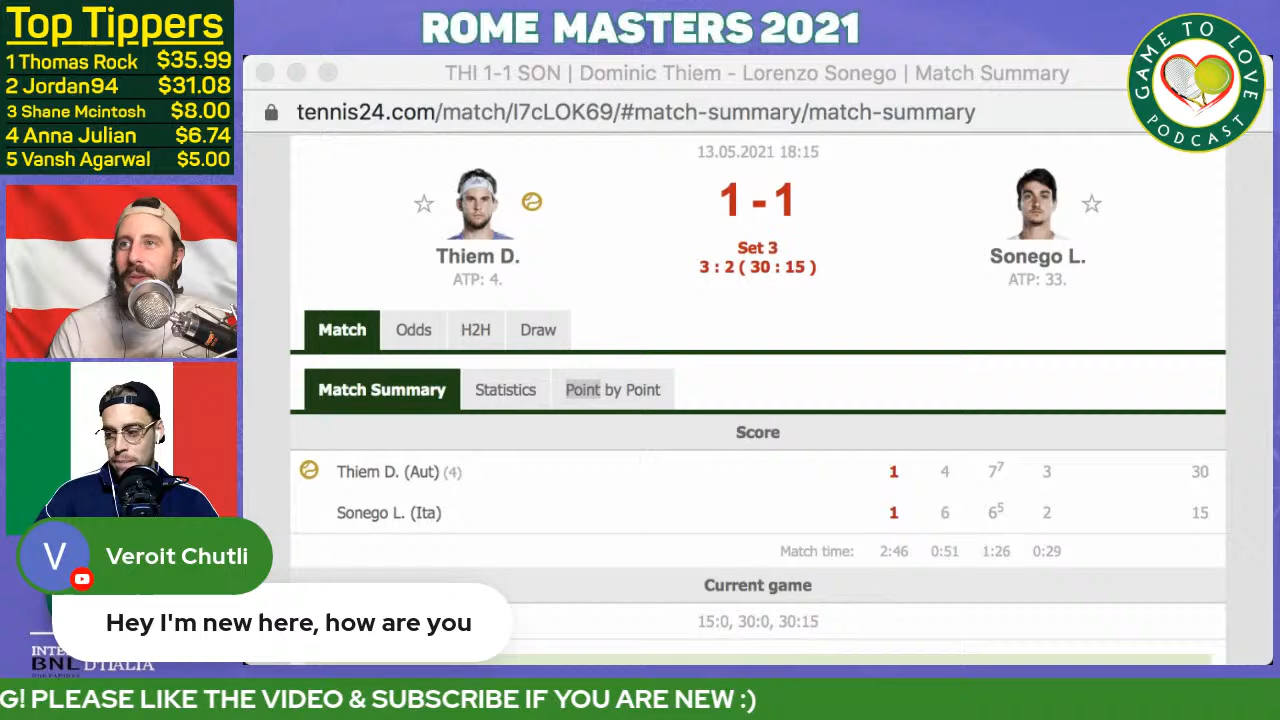 Top Tippers
1 Thomas Rock $35.99
2 Jordan94 $31.08
3 Shane Mcintosh $8.00
4 Anna Julian $6.74
5 Vansh Agarwal $5.00
ROME MASTERS 2021
GAME TO LOVE
PODCAST
THI 1-1 SON | Dominic Thiem - Lorenzo Sonego | Match Summary
tennis24.com/match/I7cLOK69/#match-summary/match-summary
13.05.2021 18:15
1 - 1
Set 3
3 : 2 ( 30 : 15 )
Thiem D.
ATP: 4.
Sonego L.
ATP: 33.
Match Odds H2H Draw
Match Summary Statistics Point by Point
Score
Thiem D. (Aut) (4) 1 4 7⁷ 3 30
Sonego L. (Ita) 1 6 6⁵ 2 15
Match time: 2:46 0:51 1:26 0:29
Current game
15:0, 30:0, 30:15
V
Veroit Chutli
Hey I'm new here, how are you
INTE
BNL D'ITALIA
G! PLEASE LIKE THE VIDEO & SUBSCRIBE IF YOU ARE NEW :)